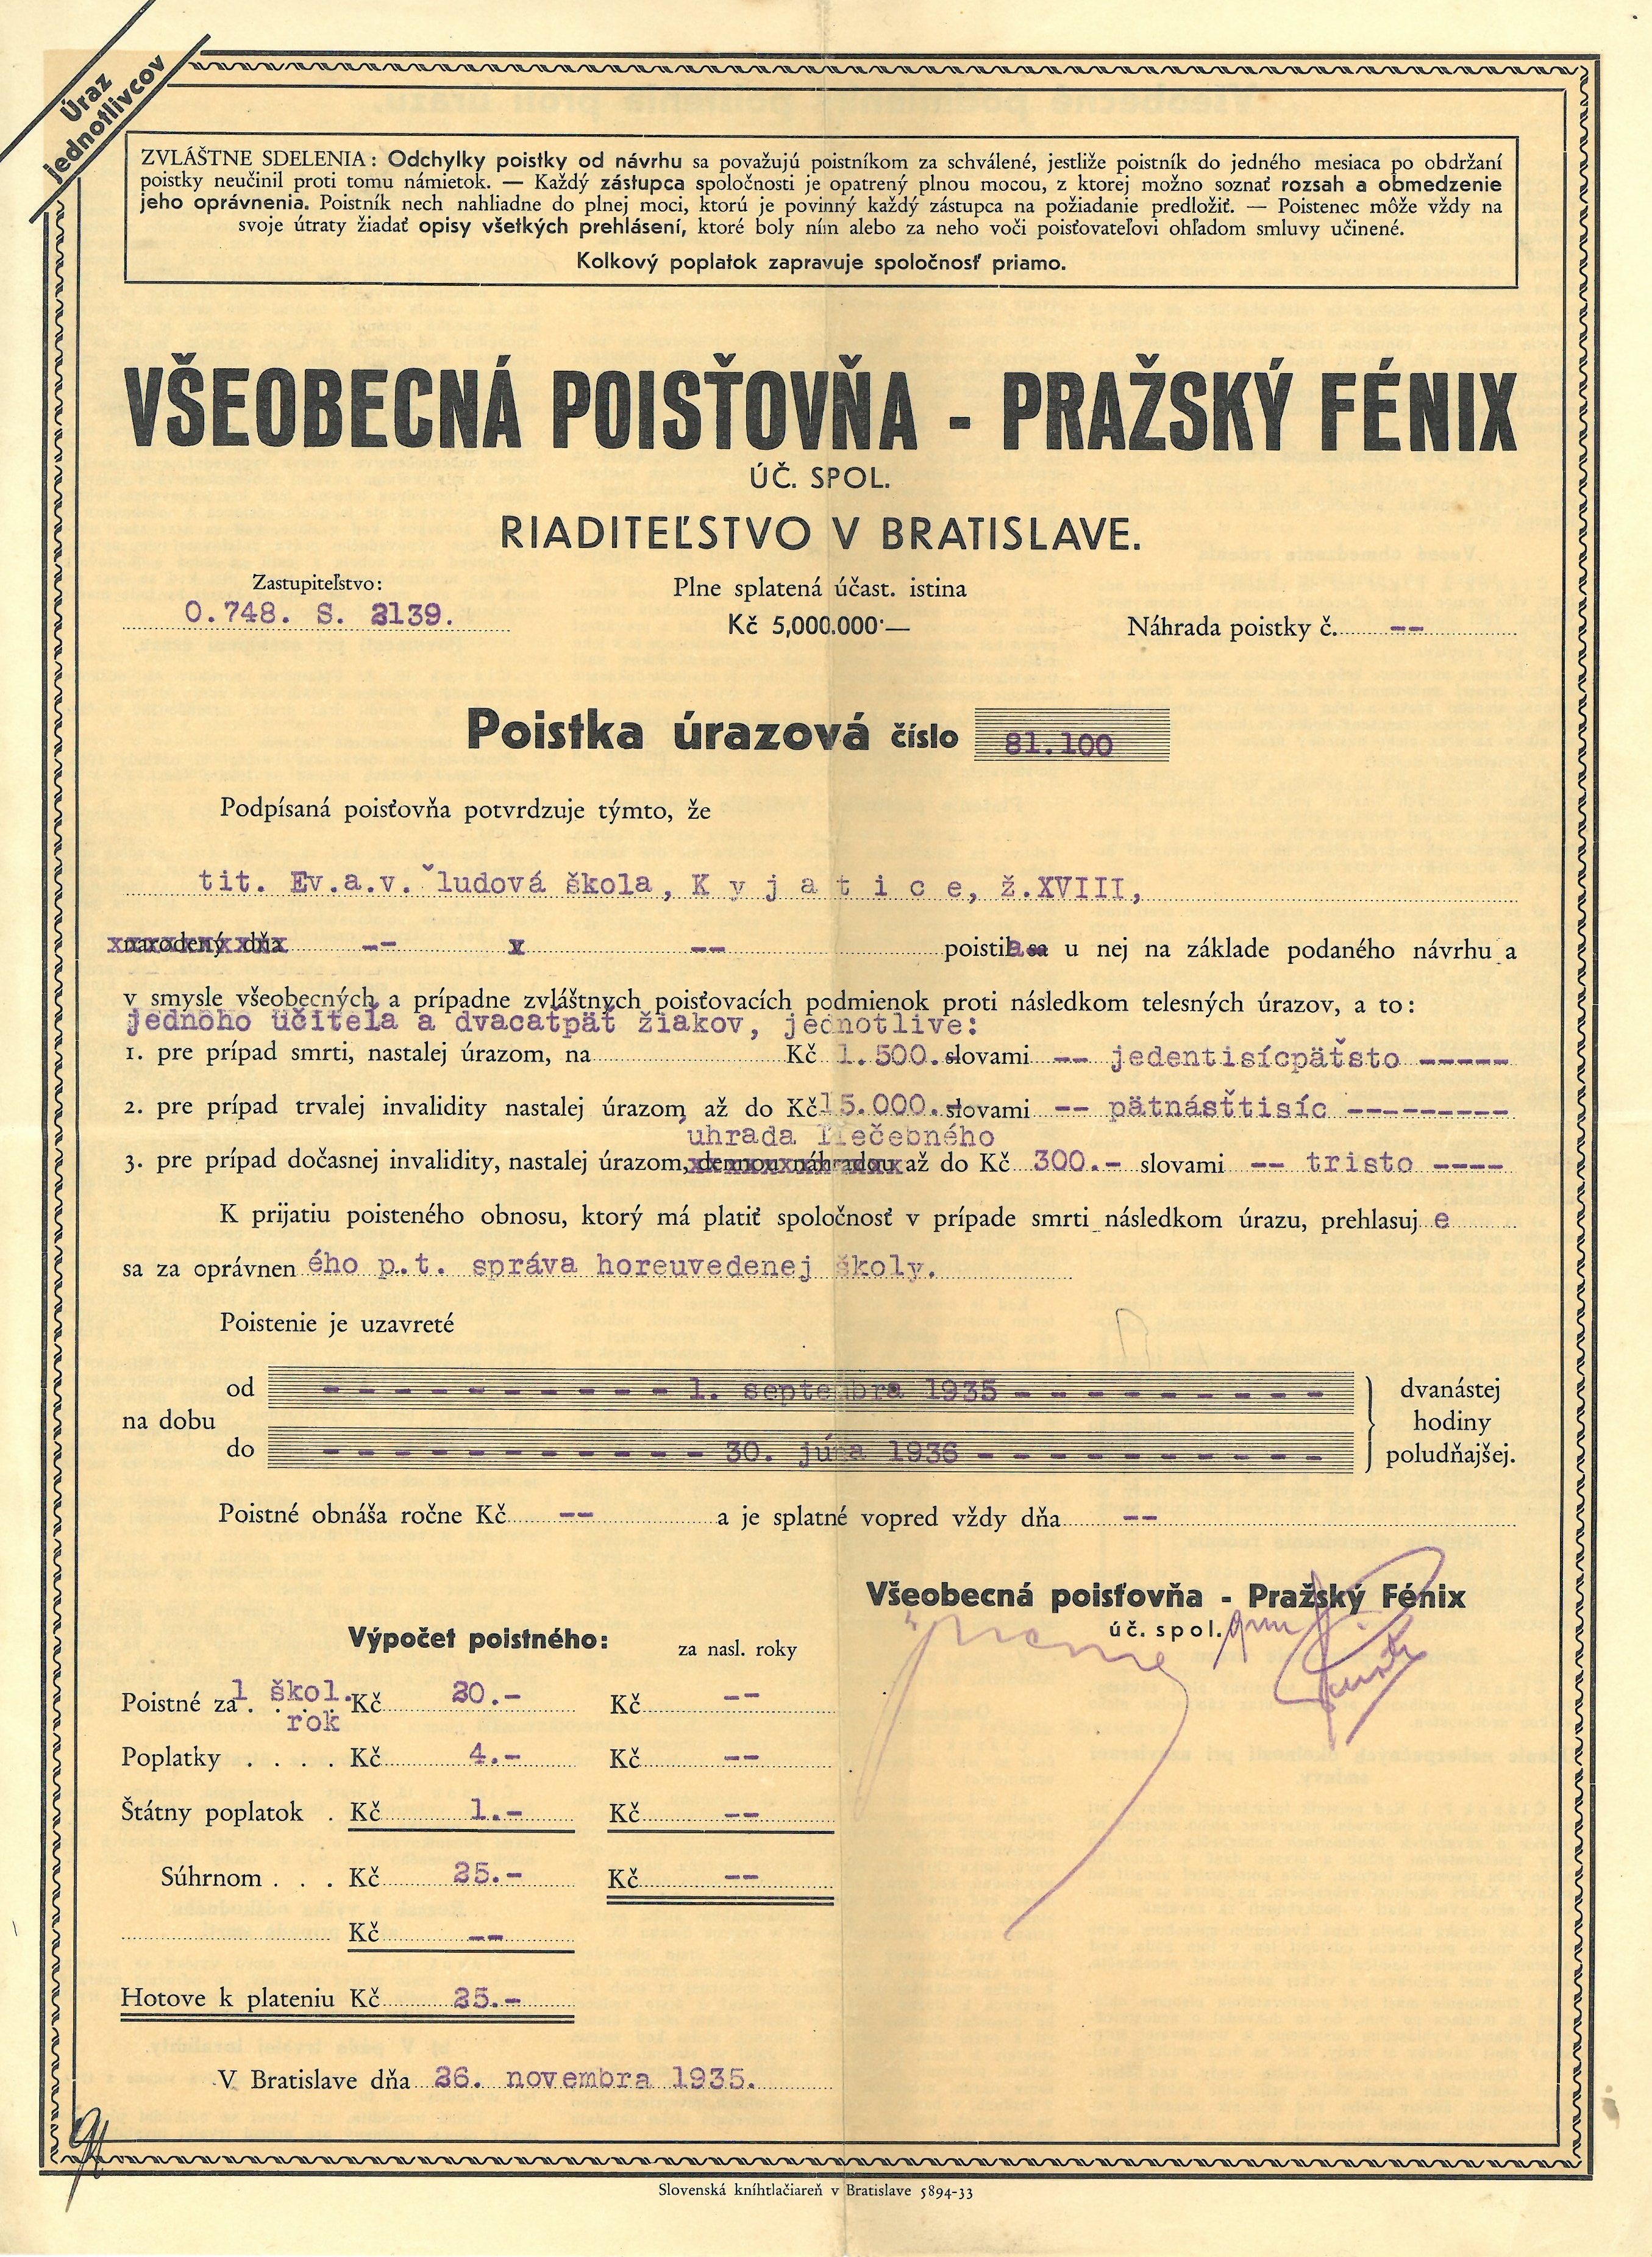 Úraz
jednotlivcov
ZVLÁŠTNE SDELENIA: Odchylky poistky od návrhu sa považujú poistníkom za schválené, jestliže poistník do jedného mesiaca po obdržaní
poistky neučinil proti tomu námietok. — Každý zástupca spoločnosti je opatrený plnou mocou, z ktorej možno soznať rozsah a obmedzenie
jeho oprávnenia. Poistník nech nahliadne do plnej moci, ktorú je povinný každý zástupca na požiadanie predložiť. — Poistenec môže vždy na
svoje útraty žiadať opisy všetkých prehlásení, ktoré boly ním alebo za neho voči poisťovateľovi ohľadom smluvy učinené.
Kolkový poplatok zapravuje spoločnosť priamo.
VŠEOBECNÁ POISŤOVŇA - PRAŽSKÝ FÉNIX
ÚČ. SPOL.
RIADITEĽSTVO V BRATISLAVE.
Zastupiteľstvo:
0.748. S. 2139.
Plne splatená účast. istina
Kč 5,000.000·—
Náhrada poistky č. --
Poistka úrazová číslo 81.100
Podpísaná poisťovňa potvrdzuje týmto, že
tit. Ev.a.v. ľudová škola, K y j a t i c e, ž.XVIII,
narodený dňa -- v -- poistila sa u nej na základe podaného návrhu a
v smysle všeobecných a prípadne zvláštnych poisťovacích podmienok proti následkom telesných úrazov, a to:
jednoho učiteľa a dvacatpäť žiakov, jednotlive:
1. pre prípad smrti, nastalej úrazom, na Kč 1.500.- slovami -- jedentisícpäťsto -----
2. pre prípad trvalej invalidity nastalej úrazom, až do Kč 15.000.- slovami -- pätnásťtisíc ---------
uhrada liečebného
3. pre prípad dočasnej invalidity, nastalej úrazom, dennou náhradou až do Kč 300.- slovami -- tristo ----
K prijatiu poisteného obnosu, ktorý má platiť spoločnosť v prípade smrti následkom úrazu, prehlasuj e
sa za oprávnen ého p.t. správa horeuvedenej školy.
Poistenie je uzavreté
na dobu
od - - - - - - - - - - 1. septembra 1935 - - - - - - - - -
do - - - - - - - - - - - 30. júna 1936 - - - - - - - - - -
dvanástej
hodiny
poludňajšej.
Poistné obnáša ročne Kč -- a je splatné vopred vždy dňa --
Všeobecná poisťovňa - Pražský Fénix
úč. spol.
Výpočet poistného: za nasl. roky
Poistné za 1 škol. rok Kč 20.- Kč --
Poplatky . . . . Kč 4.- Kč --
Štátny poplatok . Kč 1.- Kč --
Súhrnom . . . Kč 25.- Kč --
Kč --
Hotove k plateniu Kč 25.-
V Bratislave dňa 26. novembra 1935.
Slovenská kníhtlačiareň v Bratislave 5894-33